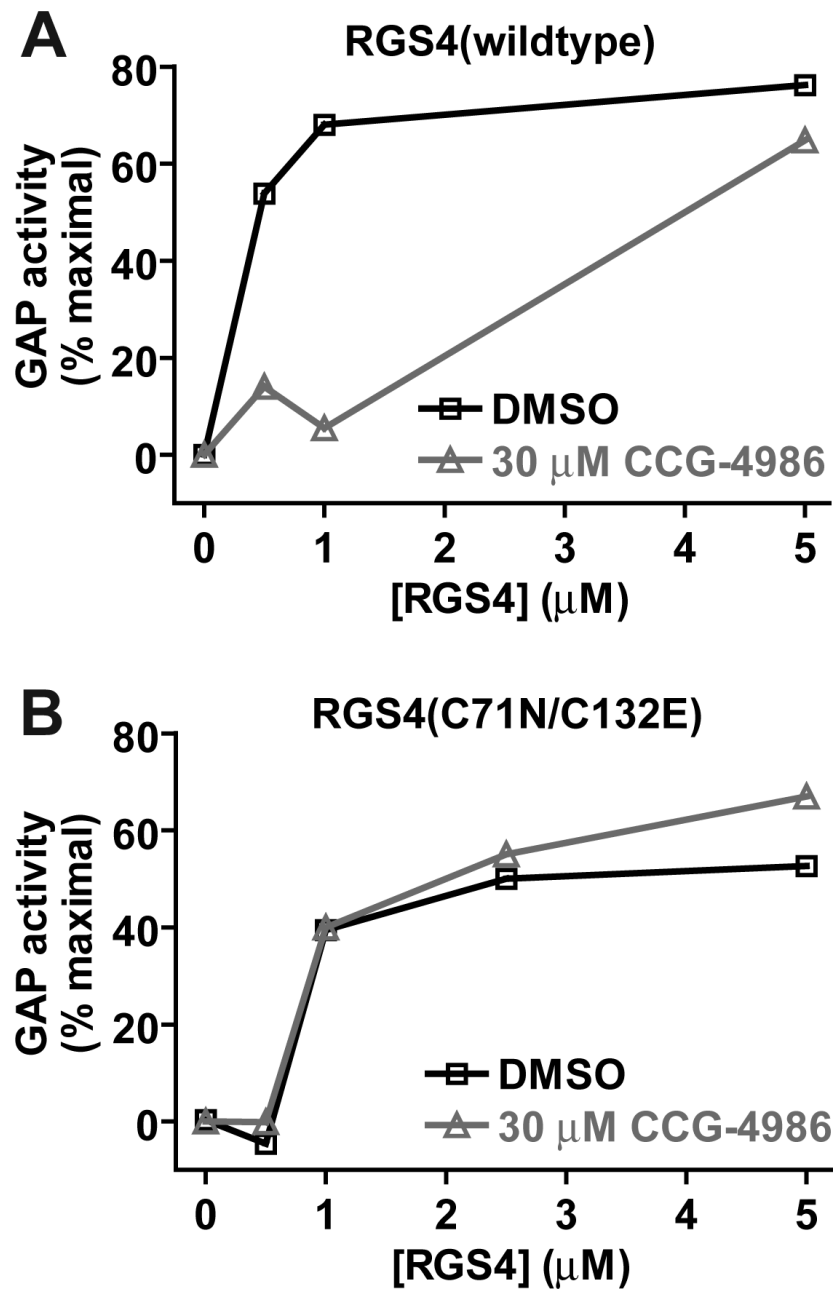 A
RGS4(wildtype)
GAP activity
(% maximal)
80
60
40
20
0
DMSO
30 μM CCG-4986
0 1 2 3 4 5
[RGS4] (μM)
B
RGS4(C71N/C132E)
GAP activity
(% maximal)
80
60
40
20
0
DMSO
30 μM CCG-4986
0 1 2 3 4 5
[RGS4] (μM)